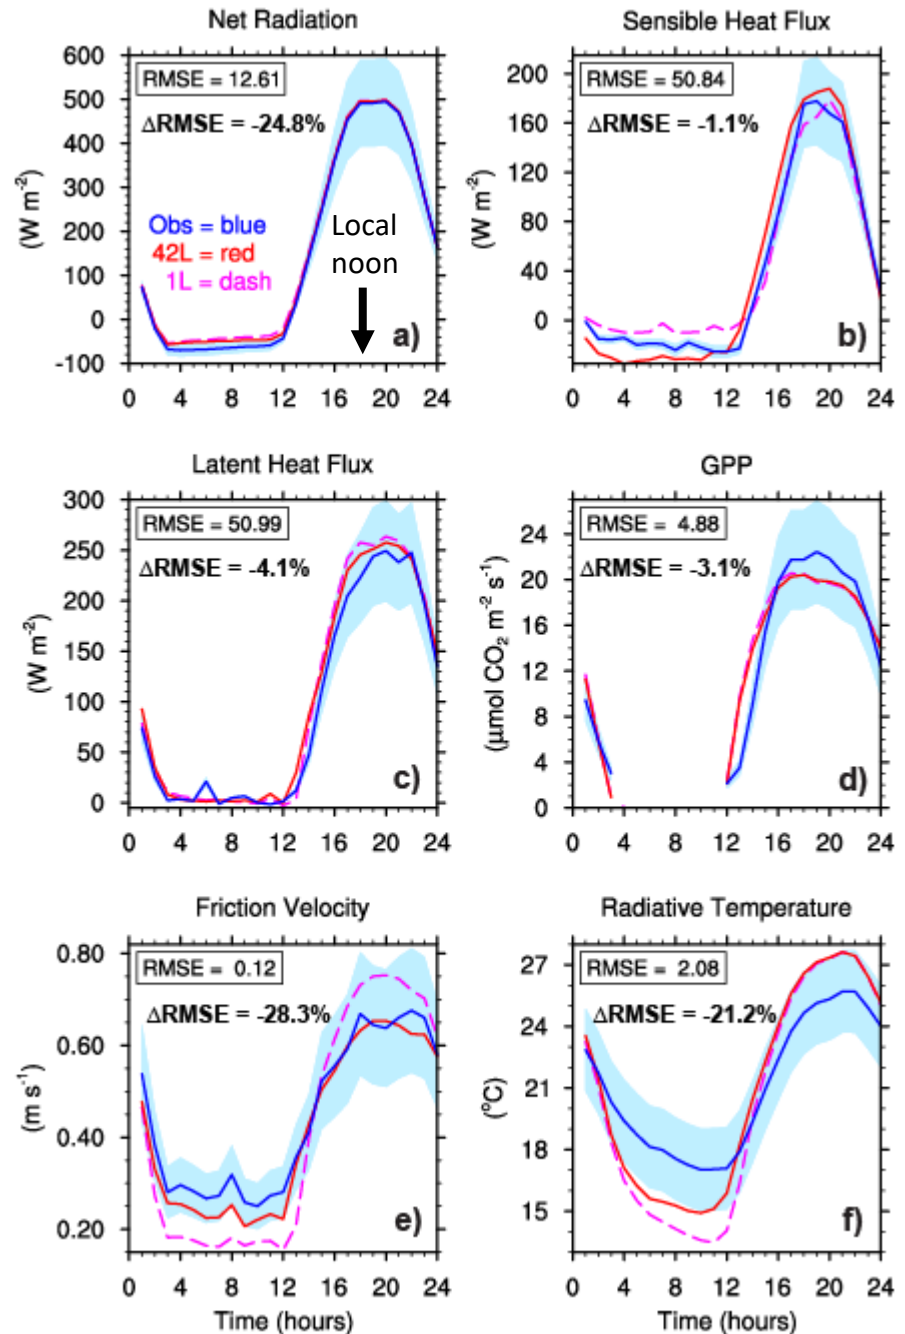 Net Radiation
RMSE = 12.61
ΔRMSE = -24.8%
Obs = blue
42L = red
1L = dash
Local
noon
a)
(W m⁻²)
600
500
400
300
200
100
0
-100
0 4 8 12 16 20 24
Sensible Heat Flux
RMSE = 50.84
ΔRMSE = -1.1%
b)
(W m⁻²)
200
160
120
80
40
0
0 4 8 12 16 20 24
Latent Heat Flux
RMSE = 50.99
ΔRMSE = -4.1%
c)
(W m⁻²)
300
250
200
150
100
50
0
0 4 8 12 16 20 24
GPP
RMSE = 4.88
ΔRMSE = -3.1%
d)
(μmol CO₂ m⁻² s⁻¹)
24
20
16
12
8
4
0
0 4 8 12 16 20 24
Friction Velocity
RMSE = 0.12
ΔRMSE = -28.3%
e)
(m s⁻¹)
0.80
0.60
0.40
0.20
0 4 8 12 16 20 24
Time (hours)
Radiative Temperature
RMSE = 2.08
ΔRMSE = -21.2%
f)
(°C)
27
24
21
18
15
0 4 8 12 16 20 24
Time (hours)